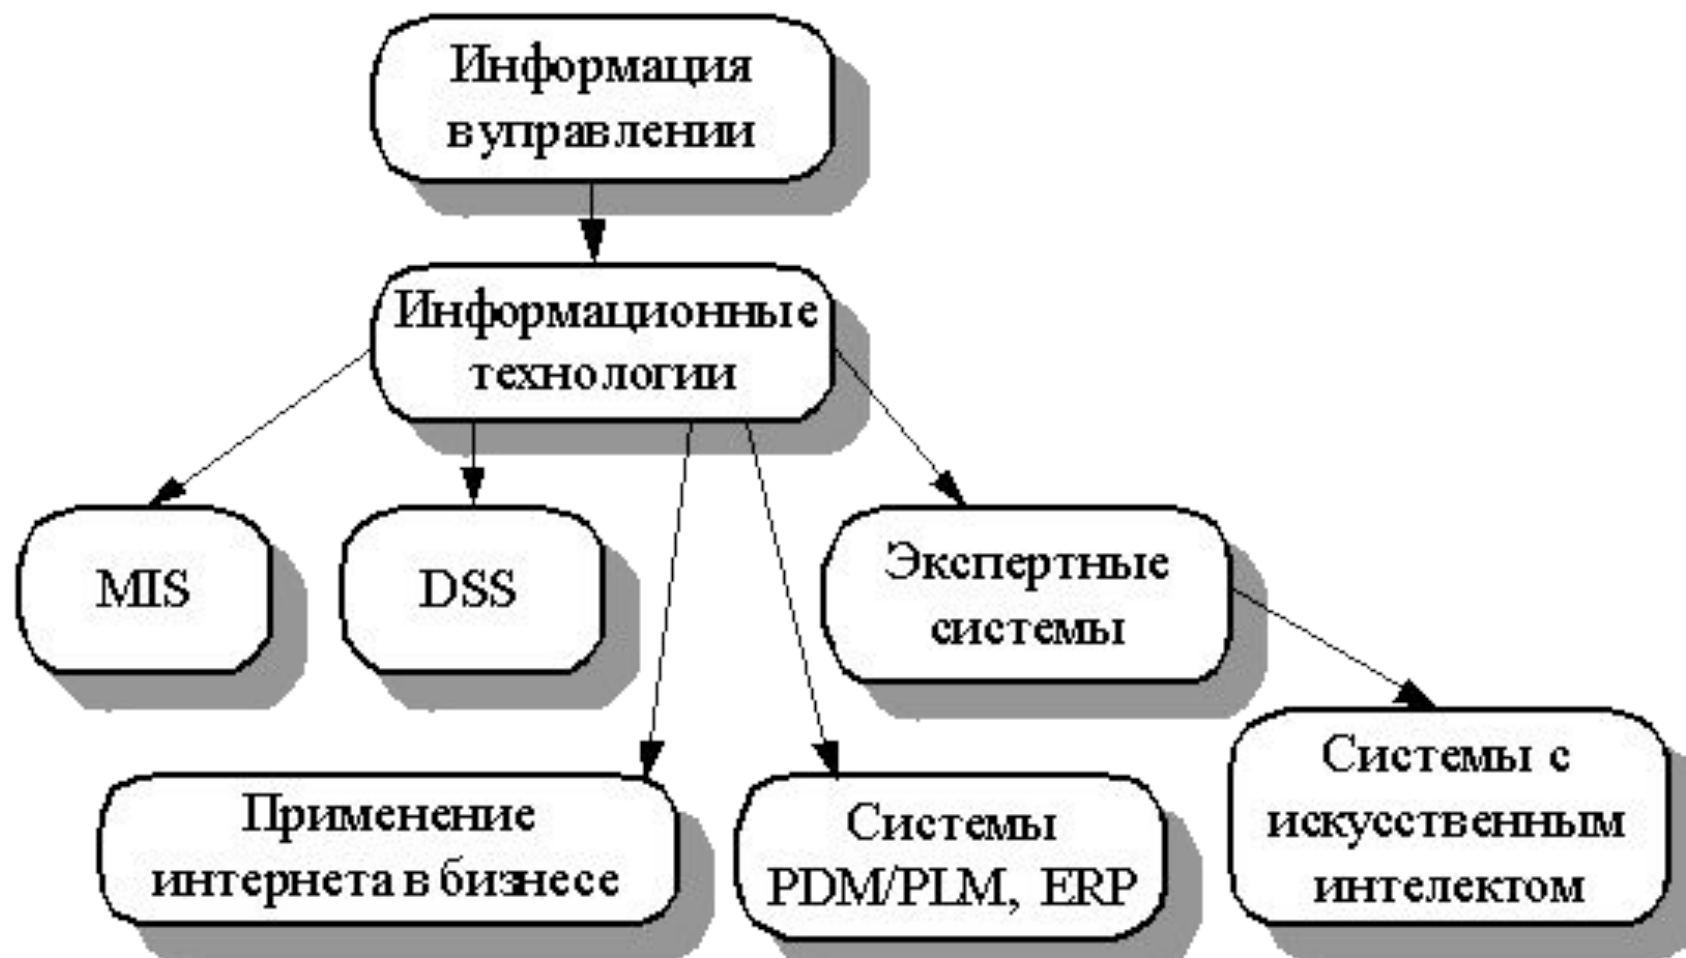 Информация
в управлении
Информационные
технологии
MIS
DSS
Экспертные
системы
Применение
интернета в бизнесе
Системы
PDM/PLM, ERP
Системы с
искусственным
интелектом